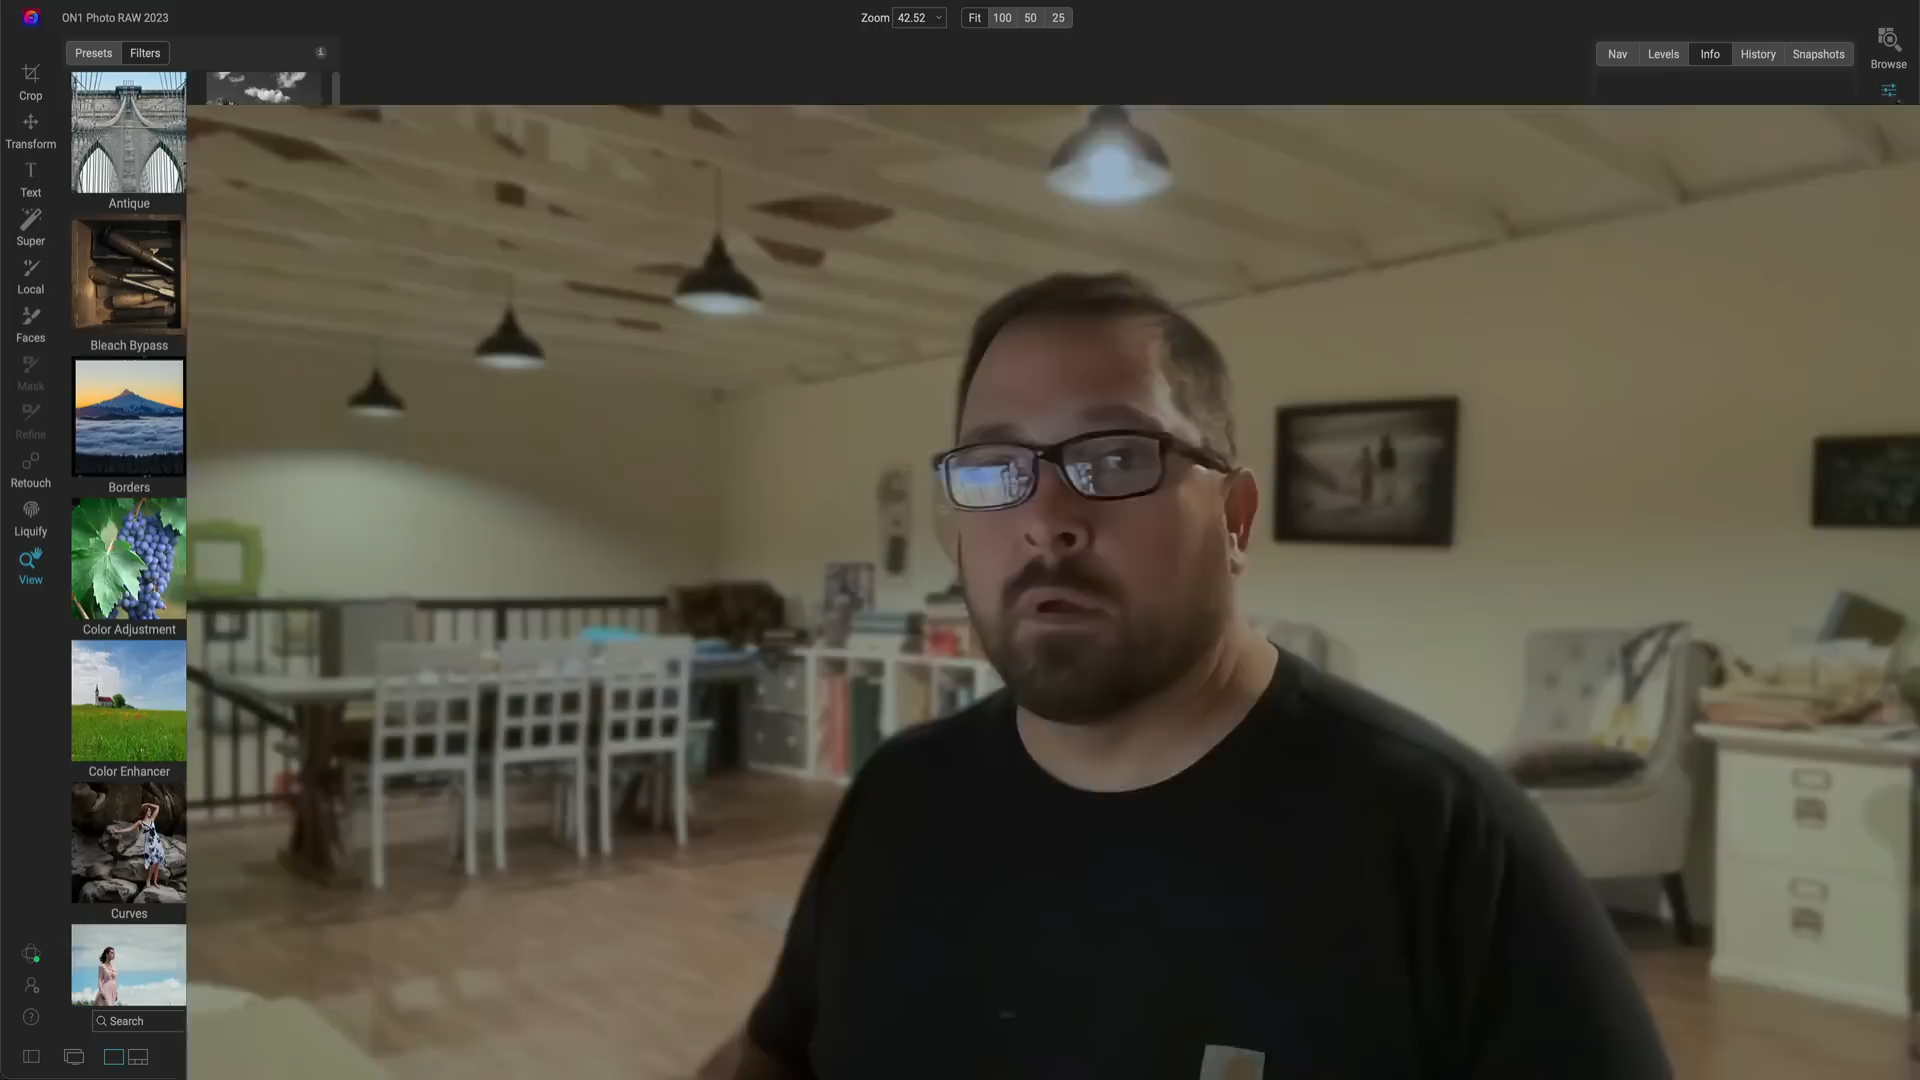 ON1 Photo RAW 2023
Zoom 42.52 Fit 100 50 25
Presets Filters
Nav Levels Info History Snapshots
Browse
Crop
Transform
Text
Super
Local
Faces
Mask
Refine
Retouch
Liquify
View
Antique
Bleach Bypass
Borders
Color Adjustment
Color Enhancer
Curves
Search